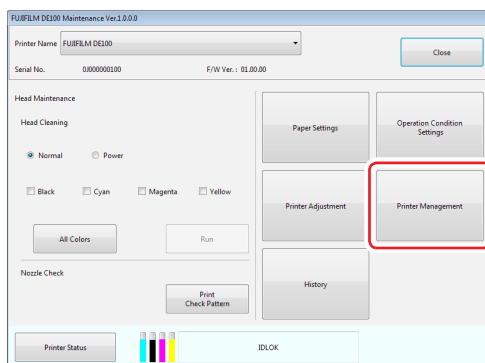 FUJIFILM DE100 Maintenance Ver.1.0.0.0
Printer Name FUJIFILM DE100
Close
Serial No. 0J000000100 F/W Ver. : 01.00.00
Head Maintenance
Head Cleaning
Normal Power
Black Cyan Magenta Yellow
All Colors Run
Nozzle Check
Print
Check Pattern
Paper Settings
Operation Condition
Settings
Printer Adjustment
Printer Management
History
Printer Status
IDLOK